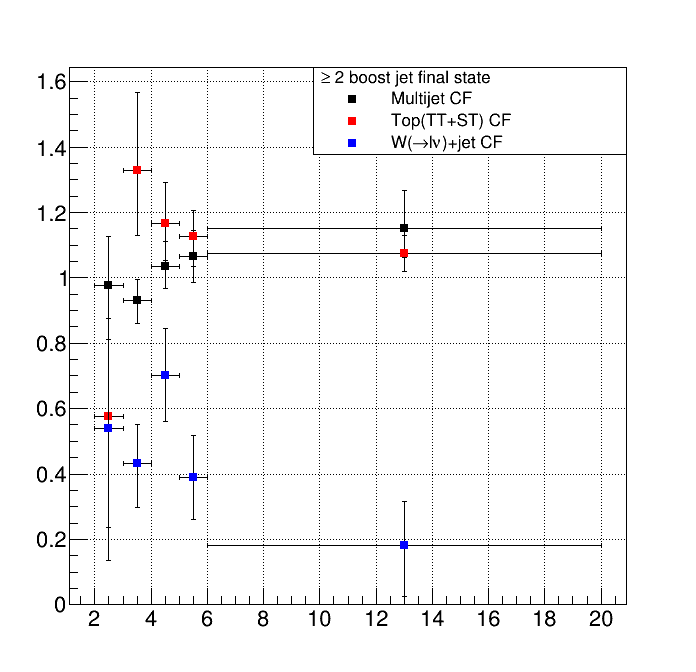 ≥ 2 boost jet final state
Multijet CF
Top(TT+ST) CF
W(→lν)+jet CF
1.6
1.4
1.2
1
0.8
0.6
0.4
0.2
0
2 4 6 8 10 12 14 16 18 20